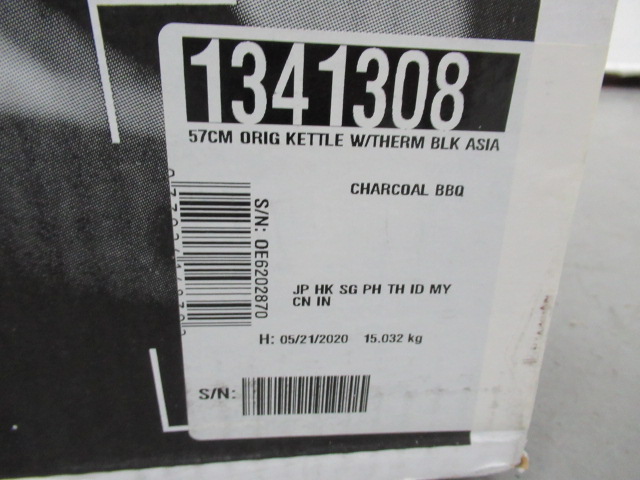 1341308
57CM ORIG KETTLE W/THERM BLK ASIA
CHARCOAL BBQ
S/N: OE6202870
JP HK SG PH TH ID MY
CN IN
H: 05/21/2020 15.032 kg
S/N: